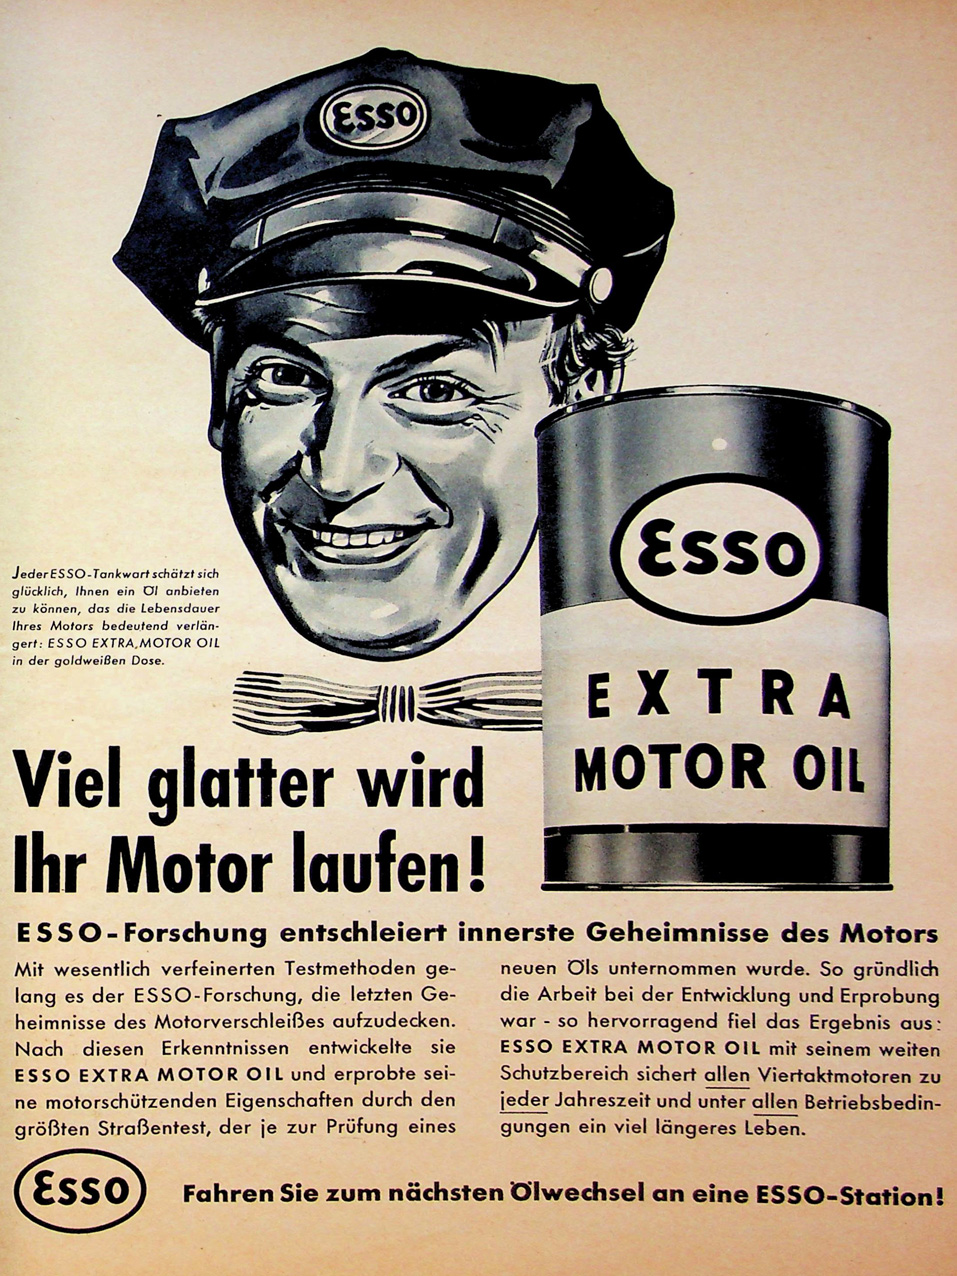 Esso
Esso
EXTRA
MOTOR OIL
Jeder ESSO-Tankwart schätzt sich
glücklich, Ihnen ein Öl anbieten
zu können, das die Lebensdauer
Ihres Motors bedeutend verlän-
gert: ESSO EXTRA MOTOR OIL
in der goldweißen Dose.
Viel glatter wird
Ihr Motor laufen!
ESSO-Forschung entschleiert innerste Geheimnisse des Motors
Mit wesentlich verfeinerten Testmethoden ge-
lang es der ESSO-Forschung, die letzten Ge-
heimnisse des Motorverschleißes aufzudecken.
Nach diesen Erkenntnissen entwickelte sie
ESSO EXTRA MOTOR OIL und erprobte sei-
ne motorschützenden Eigenschaften durch den
größten Straßentest, der je zur Prüfung eines
neuen Öls unternommen wurde. So gründlich
die Arbeit bei der Entwicklung und Erprobung
war - so hervorragend fiel das Ergebnis aus:
ESSO EXTRA MOTOR OIL mit seinem weiten
Schutzbereich sichert allen Viertaktmotoren zu
jeder Jahreszeit und unter allen Betriebsbedin-
gungen ein viel längeres Leben.
Esso
Fahren Sie zum nächsten Ölwechsel an eine ESSO-Station!